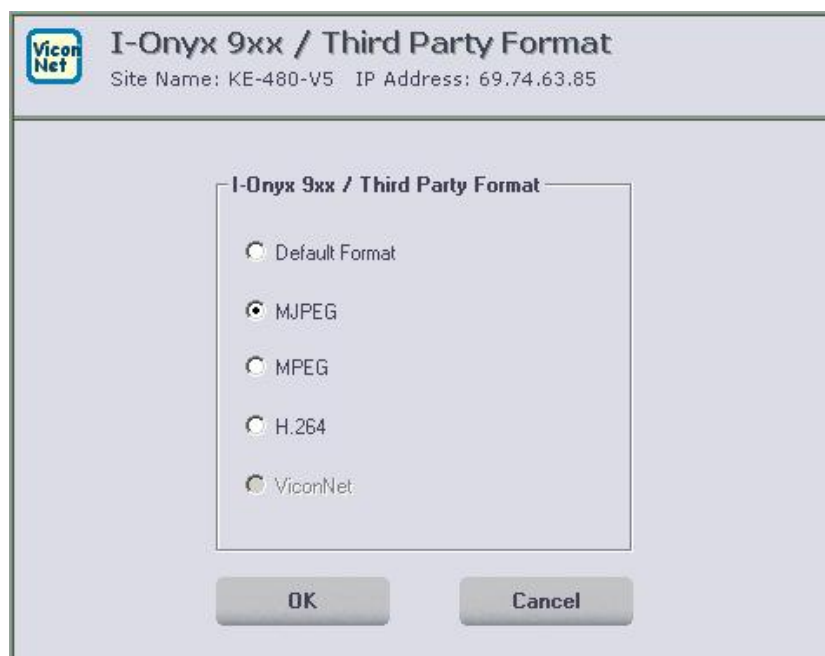 Vicon
Net
I-Onyx 9xx / Third Party Format
Site Name: KE-480-V5 IP Address: 69.74.63.85
I-Onyx 9xx / Third Party Format
Default Format
MJPEG
MPEG
H.264
ViconNet
OK Cancel